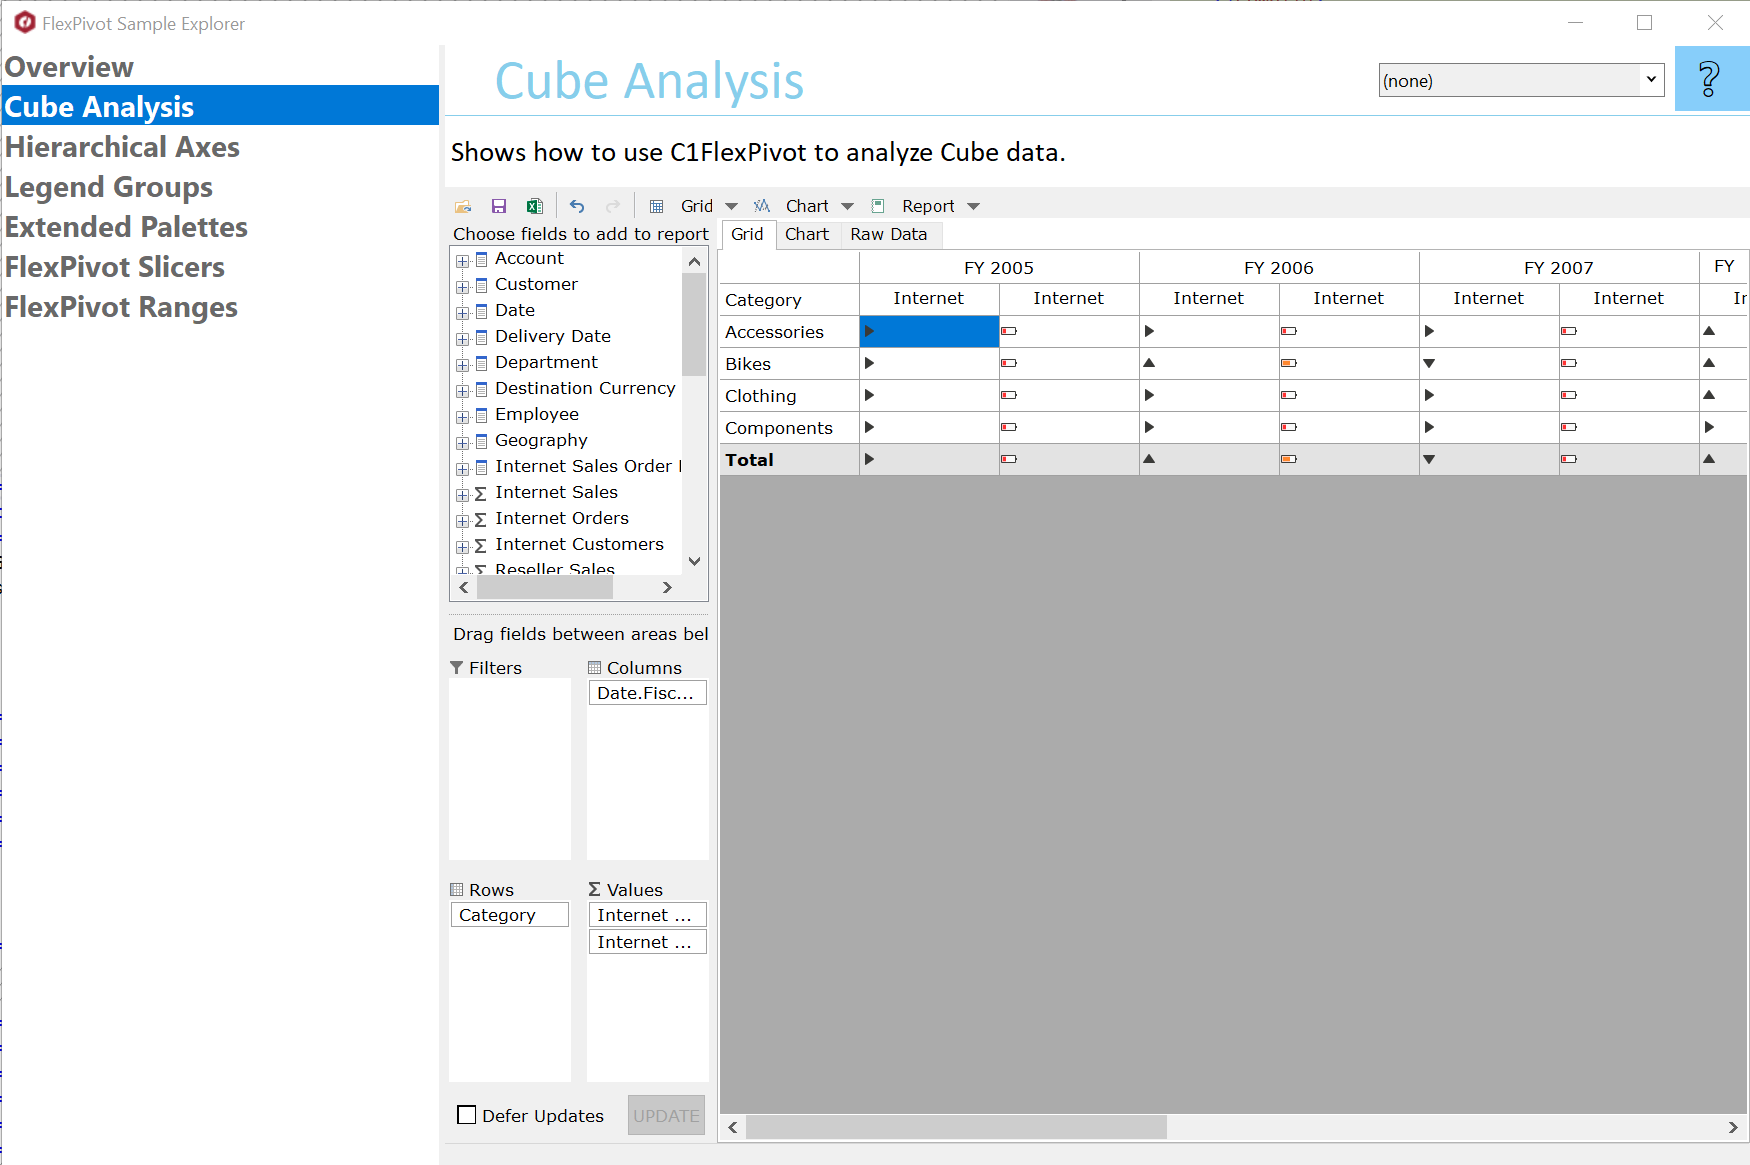 FlexPivot Sample Explorer
Overview
Cube Analysis
Hierarchical Axes
Legend Groups
Extended Palettes
FlexPivot Slicers
FlexPivot Ranges
Cube Analysis
(none)
?
Shows how to use C1FlexPivot to analyze Cube data.
Grid Chart Report
Choose fields to add to report
Account
Customer
Date
Delivery Date
Department
Destination Currency
Employee
Geography
Internet Sales Order
Internet Sales
Internet Orders
Internet Customers
Reseller Sales
Drag fields between areas bel
Filters
Columns
Date.Fisc...
Rows
Category
Values
Internet ...
Internet ...
Defer Updates
UPDATE
Grid Chart Raw Data
FY 2005 FY 2006 FY 2007 FY
Category Internet Internet Internet Internet Internet Internet
Accessories
Bikes
Clothing
Components
Total